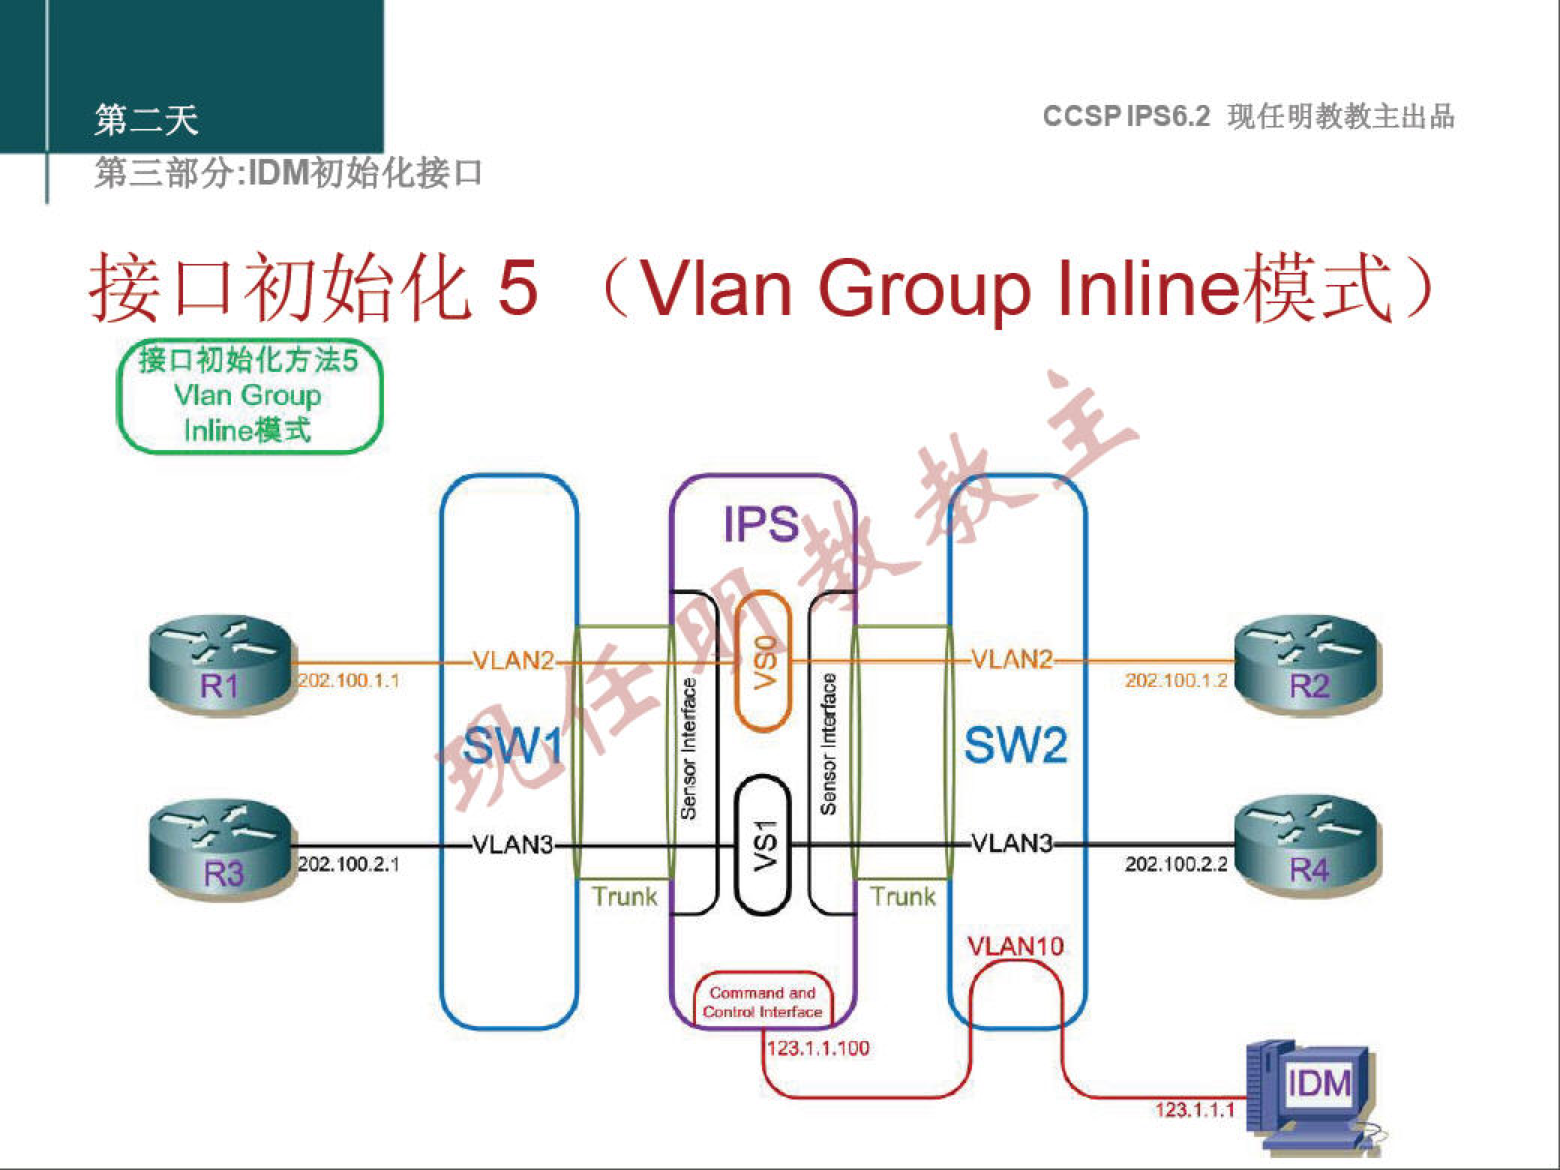 第二天
CCSP IPS6.2 现任明教教主出品
第三部分:IDM初始化接口
接口初始化 5 （Vlan Group Inline模式）
接口初始化方法5
Vlan Group
Inline模式
现任明教教主
IPS
VLAN2
VS0
VLAN2
R1
202.100.1.1
202.100.1.2
R2
SW1
Sensor Interface
Sensor Interface
SW2
VLAN3
VS1
VLAN3
R3
202.100.2.1
202.100.2.2
R4
Trunk
Trunk
VLAN10
Command and
Control Interface
123.1.1.100
IDM
123.1.1.1